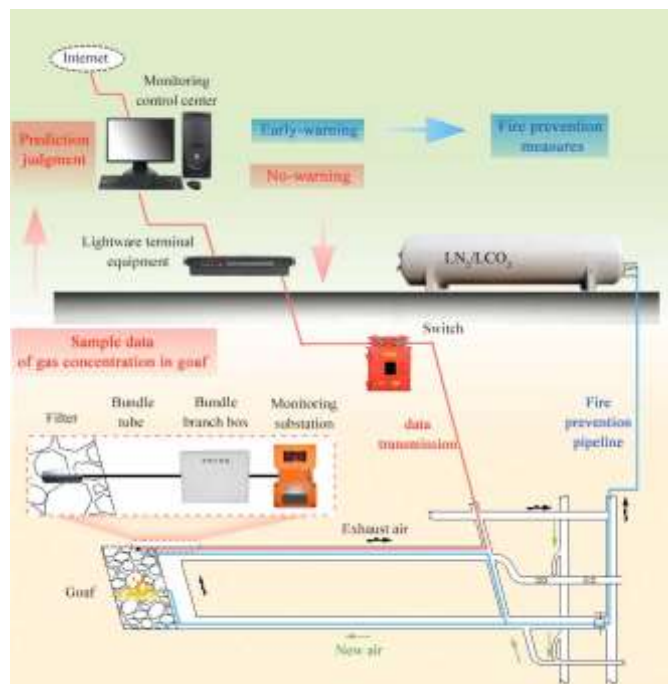 Internet
Monitoring
control center
Prediction
judgment
Early-warning
Fire prevention
measures
No-warning
Lightware terminal
equipment
LN₂/LCO₂
Sample data
of gas concentration in goaf
Switch
Filter
Bundle
tube
Bundle
branch box
Monitoring
substation
data
transmission
Fire
prevention
pipeline
Exhaust air
Goaf
New air